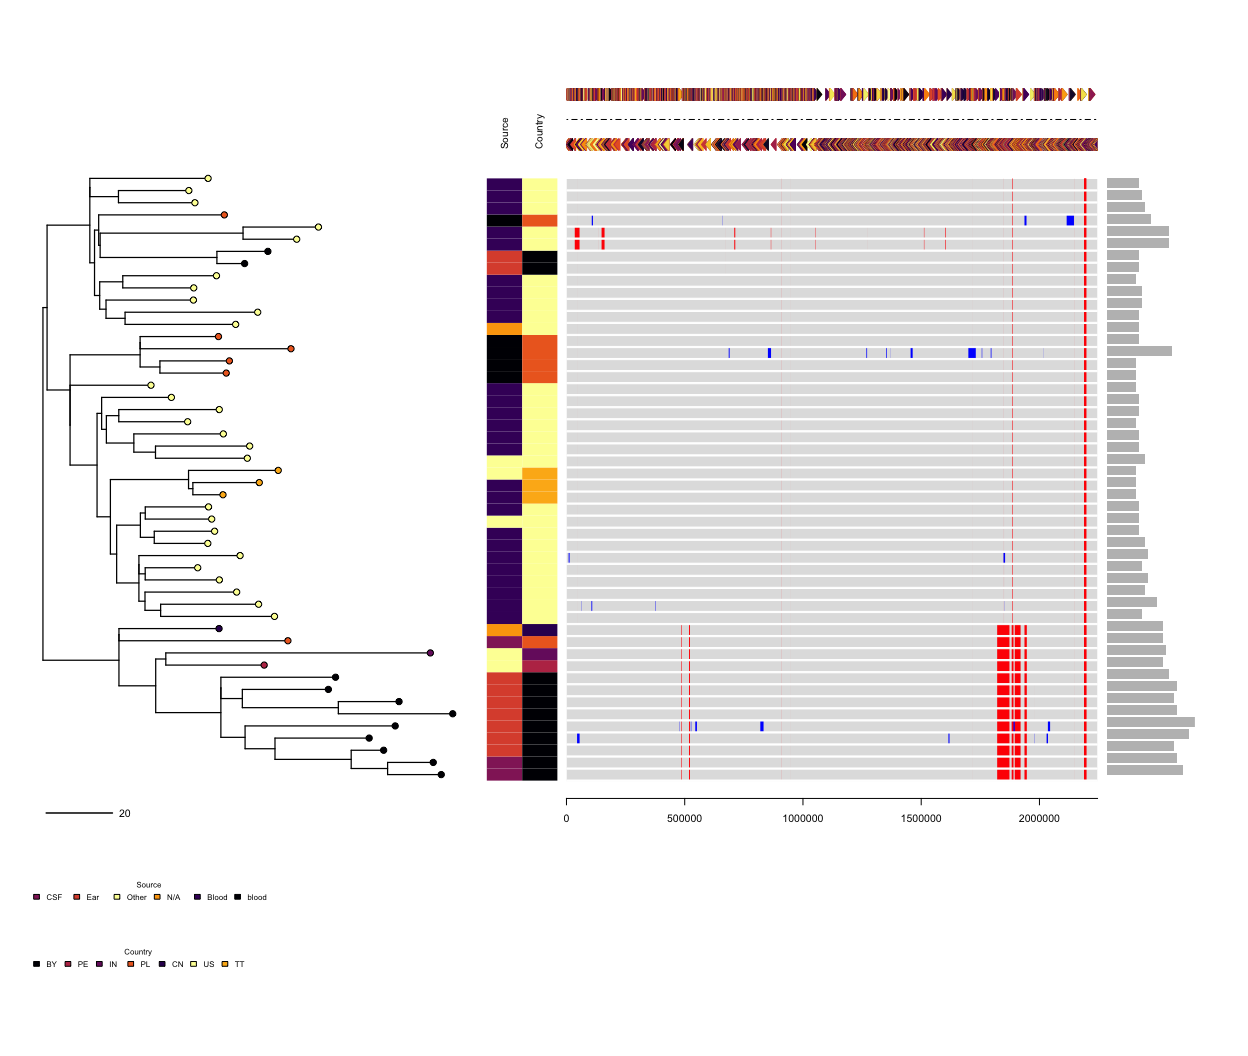 Source
Country
0 500000 1000000 1500000 2000000
20
Source
CSF Ear Other N/A Blood blood
Country
BY PE IN PL CN US TT